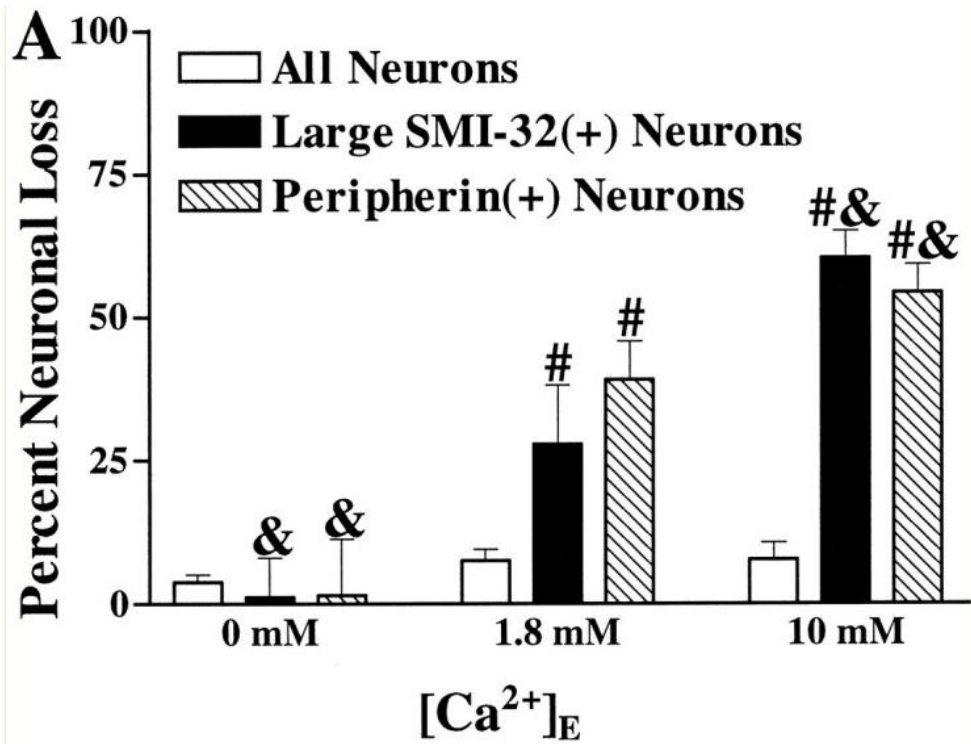 A
100
All Neurons
Large SMI-32(+) Neurons
75
Peripherin(+) Neurons
#&
#&
50
#
#
25
&
&
0
Percent Neuronal Loss
0 mM
1.8 mM
10 mM
[Ca²⁺]E